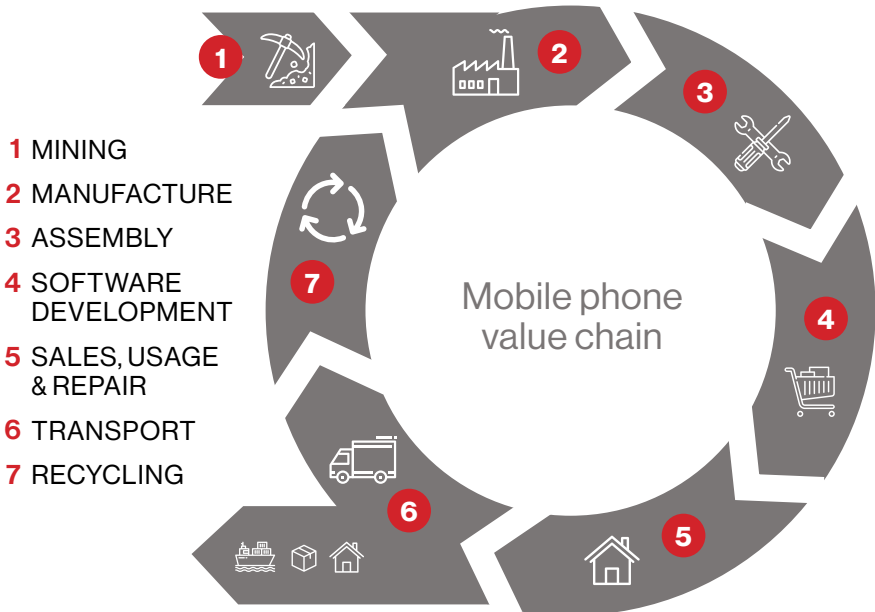 1
2
3
1 MINING
2 MANUFACTURE
3 ASSEMBLY
4 SOFTWARE
DEVELOPMENT
5 SALES, USAGE
& REPAIR
6 TRANSPORT
7 RECYCLING
7
Mobile phone
value chain
4
6
5